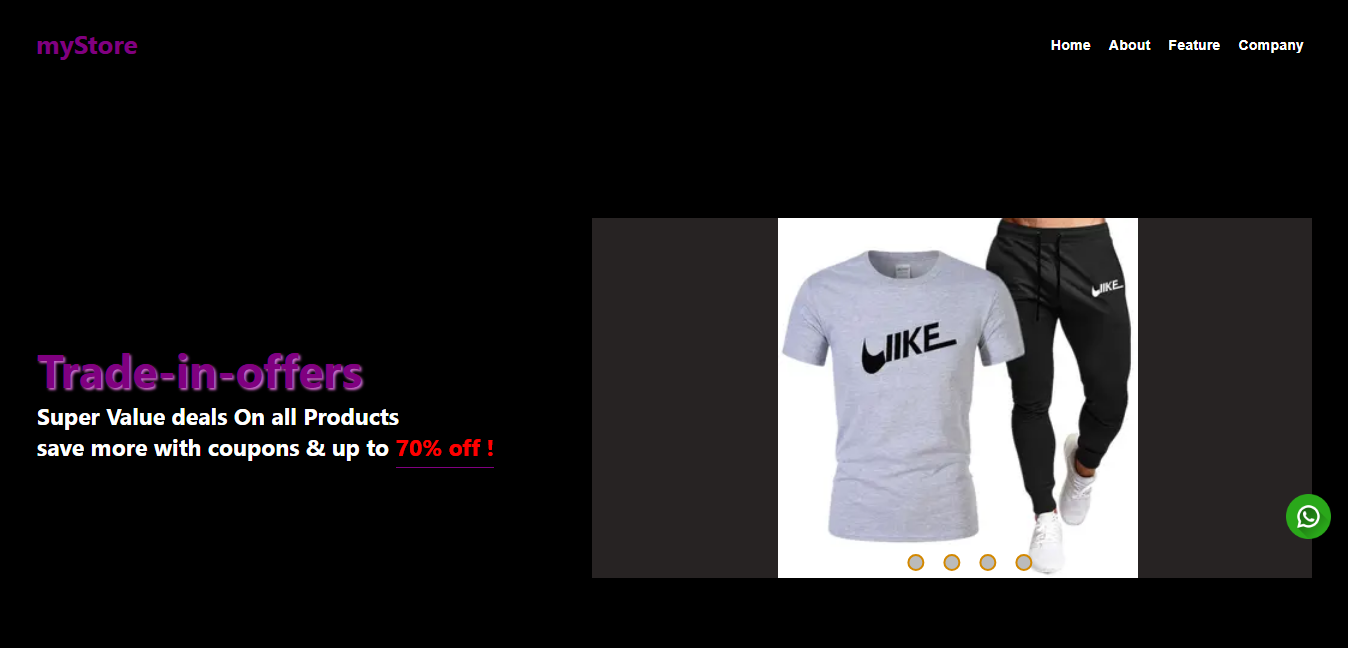 myStore
Home About Feature Company
Trade-in-offers
Super Value deals On all Products
save more with coupons & up to 70% off !
IIKE
IIKE